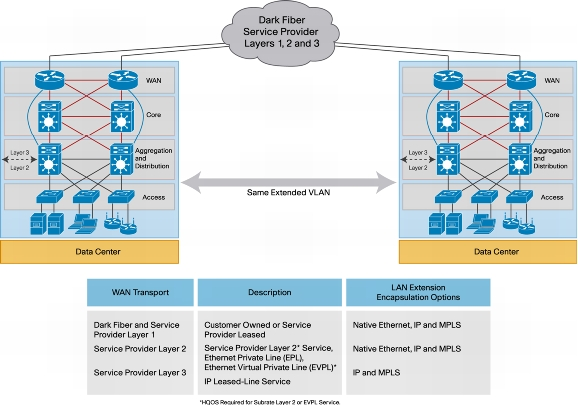 Dark Fiber
Service Provider
Layers 1, 2 and 3
WAN
Core
Layer 3
Layer 2
Aggregation
and
Distribution
Access
Data Center
Same Extended VLAN
WAN
Core
Layer 3
Layer 2
Aggregation
and
Distribution
Access
Data Center
WAN Transport
Description
LAN Extension
Encapsulation Options
Dark Fiber and Service
Provider Layer 1
Customer Owned or Service
Provider Leased
Native Ethernet, IP and MPLS
Service Provider Layer 2
Service Provider Layer 2* Service,
Ethernet Private Line (EPL),
Ethernet Virtual Private Line (EVPL)*
Native Ethernet, IP and MPLS
Service Provider Layer 3
IP Leased-Line Service
IP and MPLS
*HQOS Required for Subrate Layer 2 or EVPL Service.